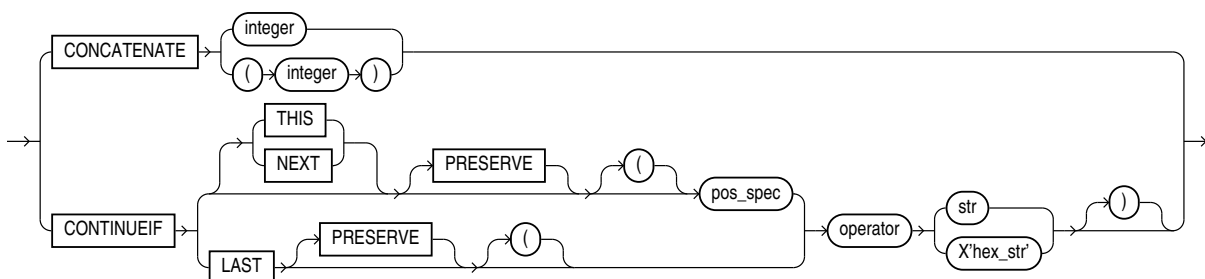 CONCATENATE
integer
( integer )
CONTINUEIF
THIS
NEXT
PRESERVE
(
pos_spec
LAST
PRESERVE
(
operator
str
X'hex_str'
)